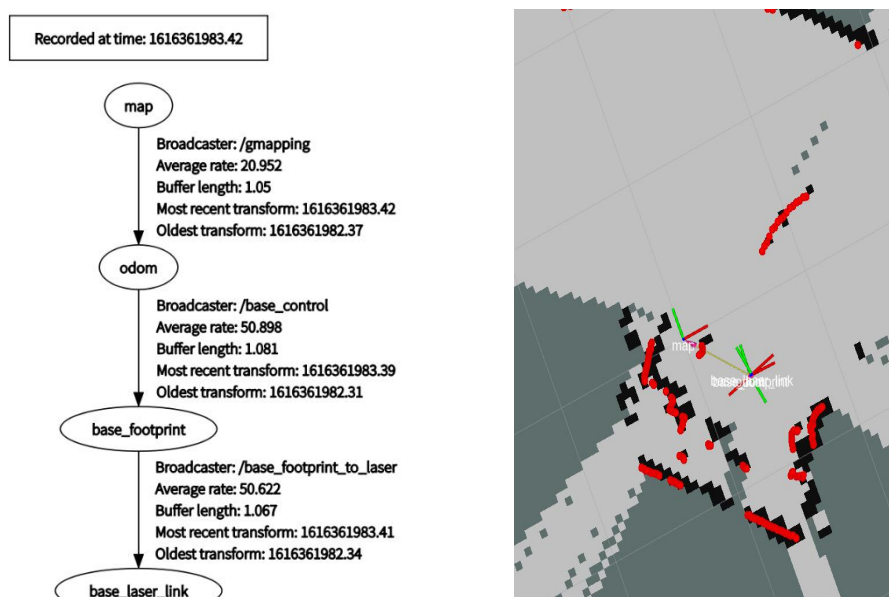 Recorded at time: 1616361983.42
map
Broadcaster: /gmapping
Average rate: 20.952
Buffer length: 1.05
Most recent transform: 1616361983.42
Oldest transform: 1616361982.37
odom
Broadcaster: /base_control
Average rate: 50.898
Buffer length: 1.081
Most recent transform: 1616361983.39
Oldest transform: 1616361982.31
base_footprint
Broadcaster: /base_footprint_to_laser
Average rate: 50.622
Buffer length: 1.067
Most recent transform: 1616361983.41
Oldest transform: 1616361982.34
base_laser_link
map